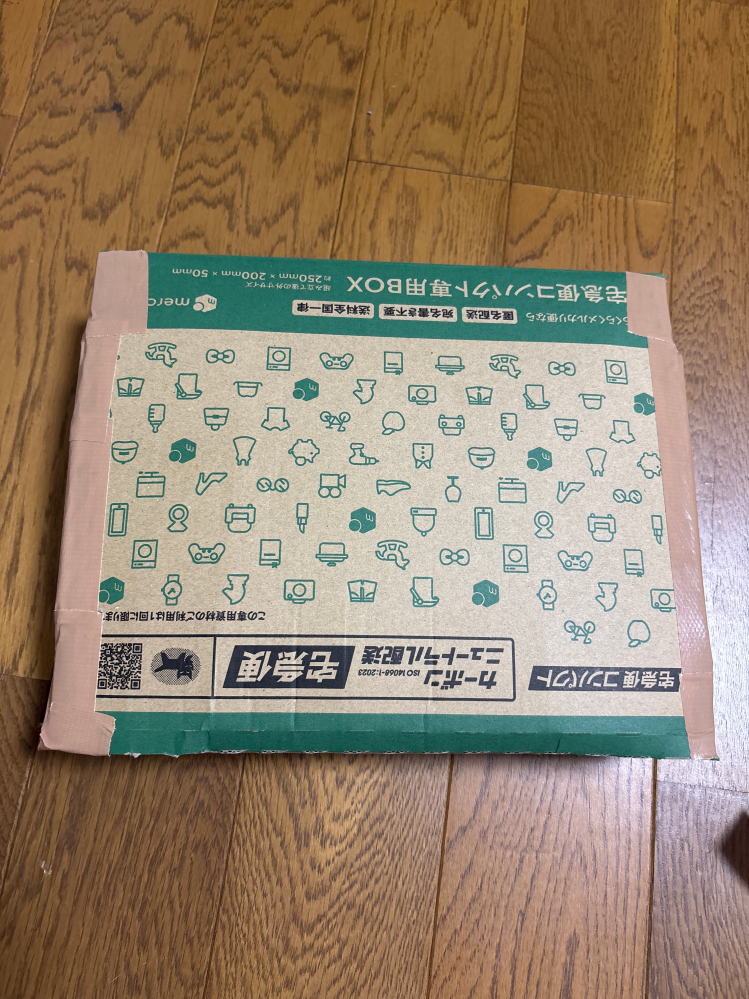 宅急便コンパクト
カーボン
ニュートラル配送
ISO 14068-1:2023
宅急便
この専用資材のご利用は1回に限りま
らくらくメルカリ便なら
匿名配送 宛名書き不要 送料全国一律
merc
宅急便コンパクト専用BOX
組み立て後の外寸サイズ
約250mm × 200mm × 50mm